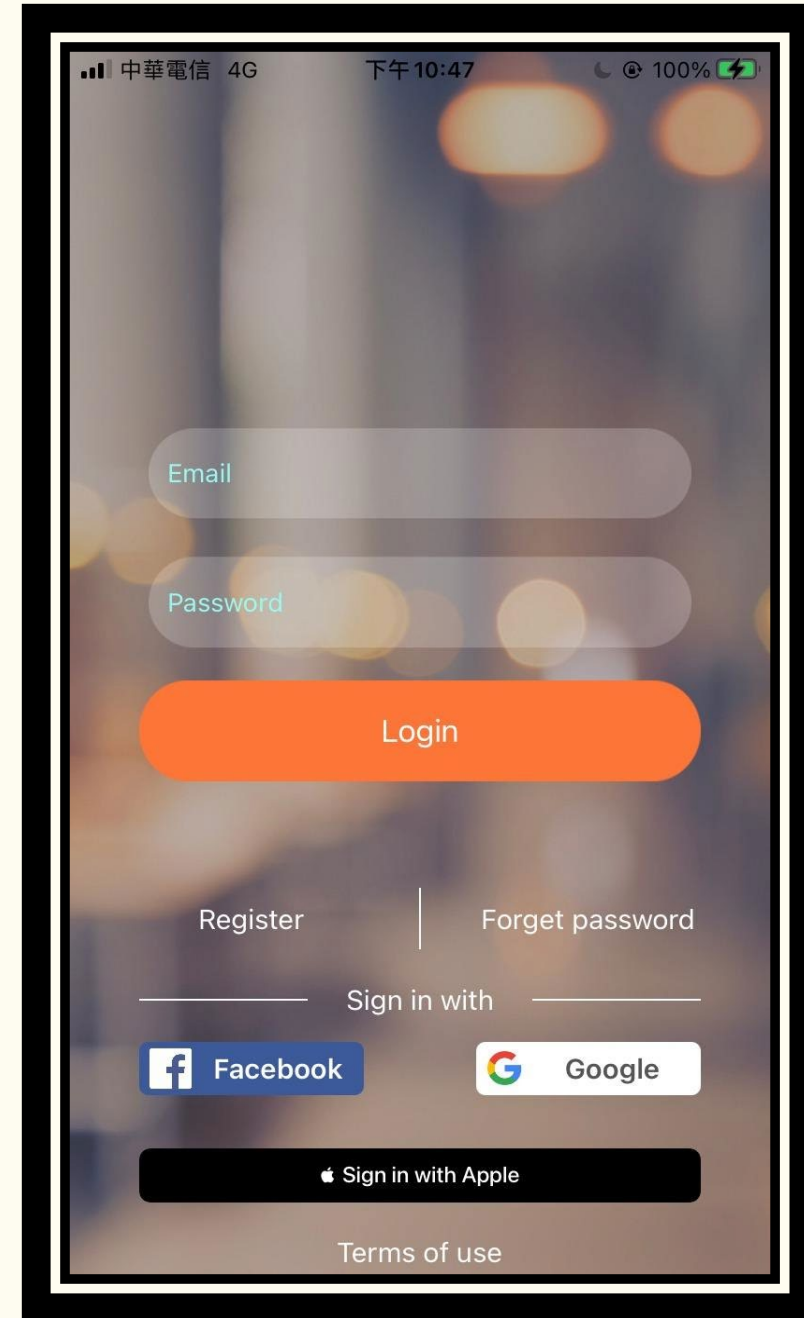 中華電信 4G 下午10:47 100%
Email
Password
Login
Register Forget password
Sign in with
Facebook Google
Sign in with Apple
Terms of use